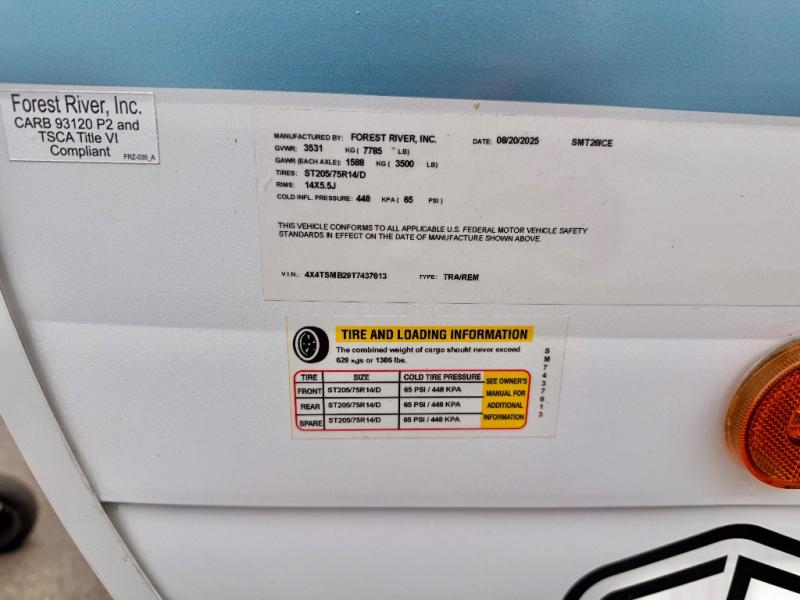 Forest River, Inc.
CARB 93120 P2 and
TSCA Title VI
Compliant
FRZ-035_A
MANUFACTURED BY: FOREST RIVER, INC. DATE: 08/20/2025 SMT26ICE
GVWR: 3531 KG ( 7785 LB)
GAWR (EACH AXLE): 1588 KG ( 3500 LB)
TIRES: ST205/75R14/D
RIMS: 14X5.5J
COLD INFL. PRESSURE: 448 KPA ( 65 PSI )
THIS VEHICLE CONFORMS TO ALL APPLICABLE U.S. FEDERAL MOTOR VEHICLE SAFETY
STANDARDS IN EFFECT ON THE DATE OF MANUFACTURE SHOWN ABOVE.
V.I.N.: 4X4TSMB29T7437613 TYPE: TRA/REM
TIRE AND LOADING INFORMATION
The combined weight of cargo should never exceed
629 kgs or 1386 lbs.
TIRE SIZE COLD TIRE PRESSURE
FRONT ST205/75R14/D 65 PSI / 448 KPA
REAR ST205/75R14/D 65 PSI / 448 KPA
SPARE ST205/75R14/D 65 PSI / 448 KPA
SEE OWNER'S
MANUAL FOR
ADDITIONAL
INFORMATION
SM7437613